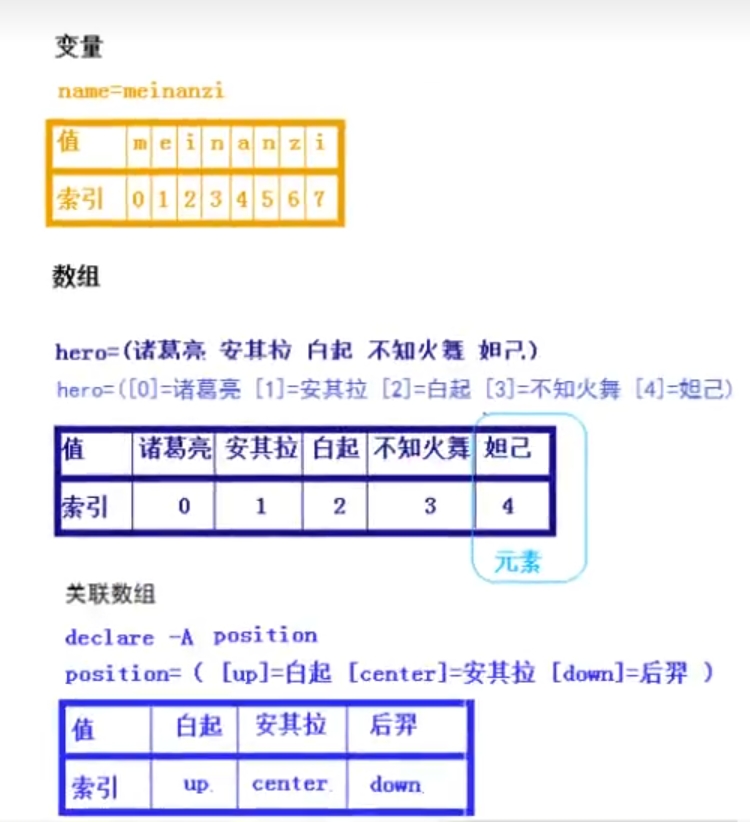 变量
name=meinanzi
值 m e i n a n z i
索引 0 1 2 3 4 5 6 7
数组
hero=(诸葛亮 安其拉 白起 不知火舞 妲己)
hero=([0]=诸葛亮 [1]=安其拉 [2]=白起 [3]=不知火舞 [4]=妲己)
值 诸葛亮 安其拉 白起 不知火舞 妲己
索引 0 1 2 3 4
元素
关联数组
declare -A position
position= ( [up]=白起 [center]=安其拉 [down]=后羿 )
值 白起 安其拉 后羿
索引 up. center. down.